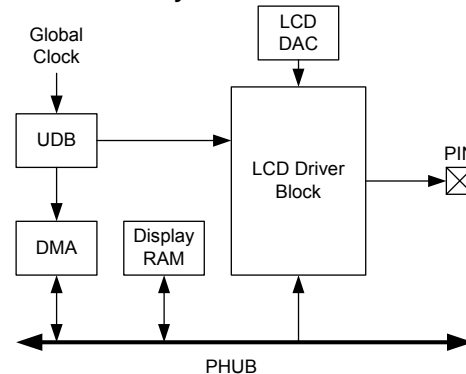 LCD
DAC
Global
Clock
UDB
LCD Driver
Block
PIN
DMA
Display
RAM
PHUB